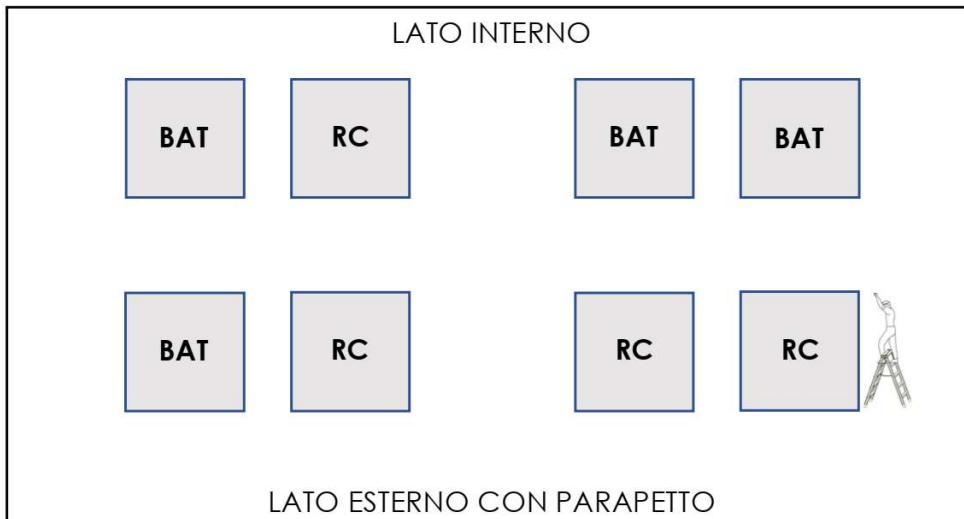 LATO INTERNO
BAT RC BAT BAT
BAT RC RC RC
LATO ESTERNO CON PARAPETTO